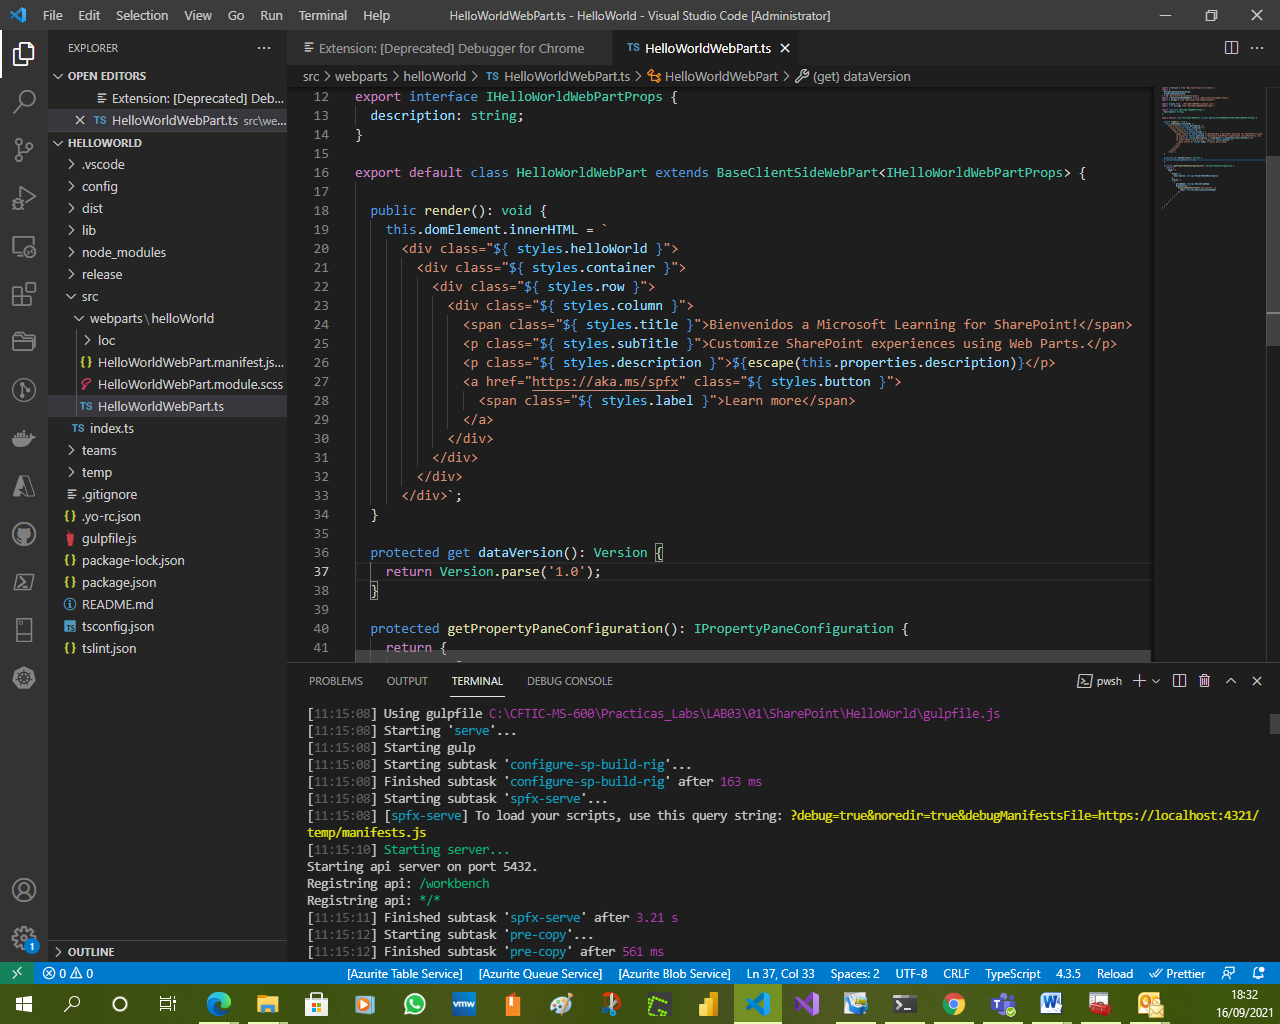 File Edit Selection View Go Run Terminal Help HelloWorldWebPart.ts - HelloWorld - Visual Studio Code [Administrator]
EXPLORER
OPEN EDITORS
Extension: [Deprecated] Deb...
TS HelloWorldWebPart.ts src\we...
HELLOWORLD
.vscode
config
dist
lib
node_modules
release
src
webparts\helloWorld
loc
{} HelloWorldWebPart.manifest.js...
HelloWorldWebPart.module.scss
TS HelloWorldWebPart.ts
TS index.ts
teams
temp
.gitignore
{} .yo-rc.json
gulpfile.js
{} package-lock.json
{} package.json
README.md
tsconfig.json
{} tslint.json
OUTLINE
Extension: [Deprecated] Debugger for Chrome
TS HelloWorldWebPart.ts
src > webparts > helloWorld > TS HelloWorldWebPart.ts > HelloWorldWebPart > (get) dataVersion
12 export interface IHelloWorldWebPartProps {
13 description: string;
14 }
15
16 export default class HelloWorldWebPart extends BaseClientSideWebPart<IHelloWorldWebPartProps> {
17
18 public render(): void {
19 this.domElement.innerHTML = `
20 <div class="${ styles.helloWorld }">
21 <div class="${ styles.container }">
22 <div class="${ styles.row }">
23 <div class="${ styles.column }">
24 <span class="${ styles.title }">Bienvenidos a Microsoft Learning for SharePoint!</span>
25 <p class="${ styles.subTitle }">Customize SharePoint experiences using Web Parts.</p>
26 <p class="${ styles.description }">${escape(this.properties.description)}</p>
27 <a href="https://aka.ms/spfx" class="${ styles.button }">
28 <span class="${ styles.label }">Learn more</span>
29 </a>
30 </div>
31 </div>
32 </div>
33 </div>`;
34 }
35
36 protected get dataVersion(): Version {
37 return Version.parse('1.0');
38 }
39
40 protected getPropertyPaneConfiguration(): IPropertyPaneConfiguration {
41 return {
PROBLEMS OUTPUT TERMINAL DEBUG CONSOLE pwsh
[11:15:08] Using gulpfile C:\CFTIC-MS-600\Practicas_Labs\LAB03\01\SharePoint\HelloWorld\gulpfile.js
[11:15:08] Starting 'serve'...
[11:15:08] Starting gulp
[11:15:08] Starting subtask 'configure-sp-build-rig'...
[11:15:08] Finished subtask 'configure-sp-build-rig' after 163 ms
[11:15:08] Starting subtask 'spfx-serve'...
[11:15:08] [spfx-serve] To load your scripts, use this query string: ?debug=true&noredir=true&debugManifestsFile=https://localhost:4321/
temp/manifests.js
[11:15:10] Starting server...
Starting api server on port 5432.
Registring api: /workbench
Registring api: */*
[11:15:11] Finished subtask 'spfx-serve' after 3.21 s
[11:15:12] Starting subtask 'pre-copy'...
[11:15:12] Finished subtask 'pre-copy' after 561 ms
1
0 0 [Azurite Table Service] [Azurite Queue Service] [Azurite Blob Service] Ln 37, Col 33 Spaces: 2 UTF-8 CRLF TypeScript 4.3.5 Reload Prettier
vmw
18:32
16/09/2021